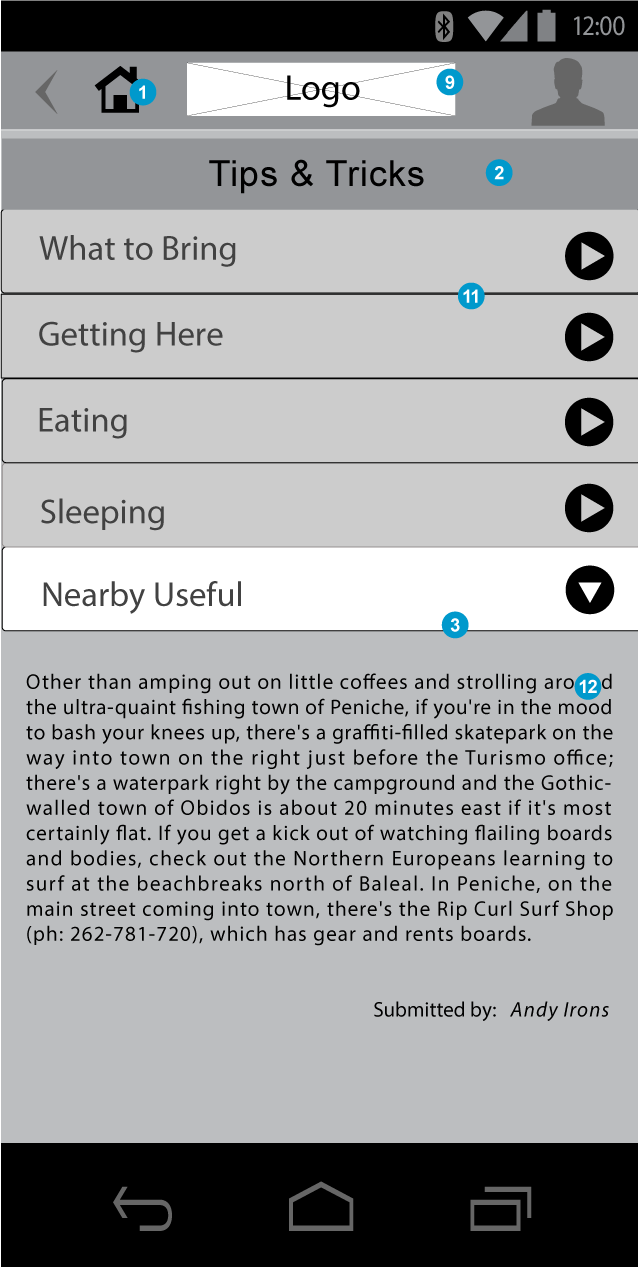 12:00
1
Logo
9
Tips & Tricks
2
What to Bring
11
Getting Here
Eating
Sleeping
Nearby Useful
3
Other than amping out on little coffees and strolling around
12
the ultra-quaint fishing town of Peniche, if you're in the mood
to bash your knees up, there's a graffiti-filled skatepark on the
way into town on the right just before the Turismo office;
there's a waterpark right by the campground and the Gothic-
walled town of Obidos is about 20 minutes east if it's most
certainly flat. If you get a kick out of watching flailing boards
and bodies, check out the Northern Europeans learning to
surf at the beachbreaks north of Baleal. In Peniche, on the
main street coming into town, there's the Rip Curl Surf Shop
(ph: 262-781-720), which has gear and rents boards.
Submitted by: Andy Irons